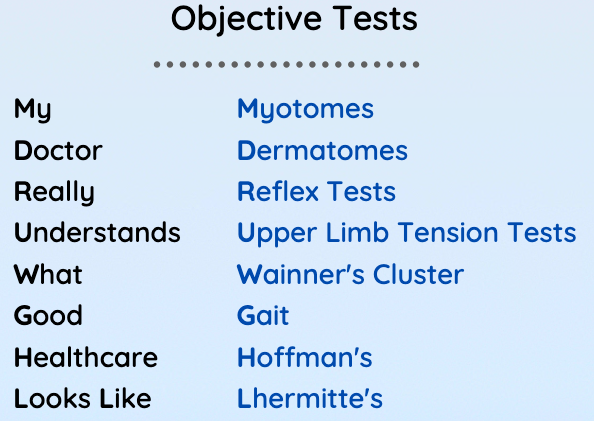 Objective Tests
My Myotomes
Doctor Dermatomes
Really Reflex Tests
Understands Upper Limb Tension Tests
What Wainner's Cluster
Good Gait
Healthcare Hoffman's
Looks Like Lhermitte's